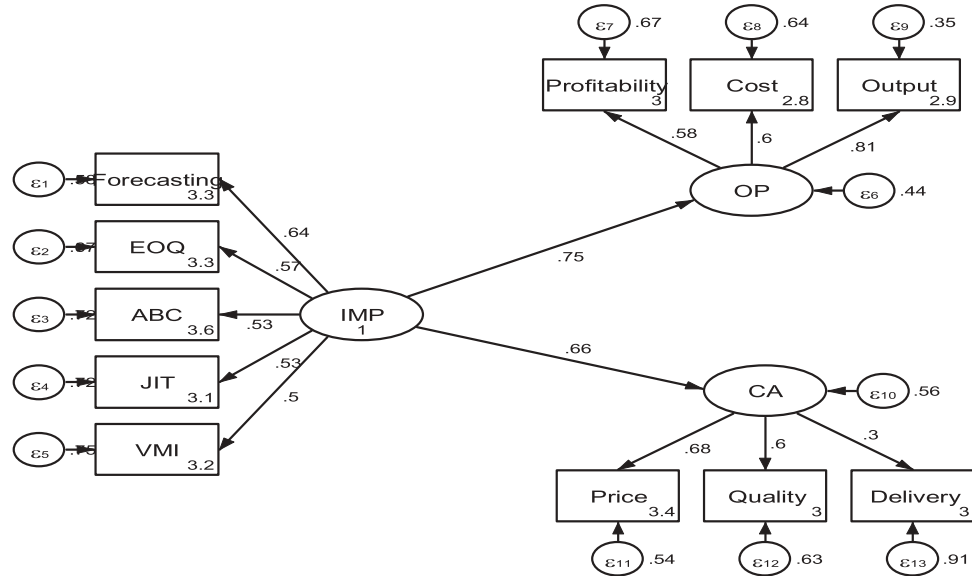 ε7 .67
ε8 .64
ε9 .35
Profitability 3
Cost 2.8
Output 2.9
.58
.6
.81
OP
ε6 .44
ε1
Forecasting 3.3
ε2
EOQ 3.3
ε3
ABC 3.6
ε4
JIT 3.1
ε5
VMI 3.2
.64
.57
.53
.53
.5
IMP
1
.75
.66
CA
ε10 .56
.68
.6
.3
Price 3.4
Quality 3
Delivery 3
ε11 .54
ε12 .63
ε13 .91